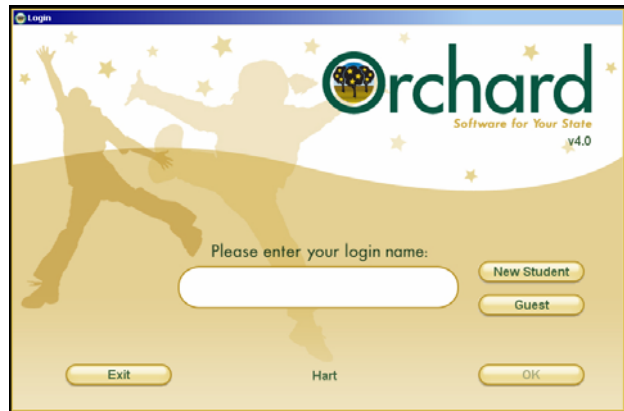 Login
Orchard
Software for Your State
v4.0
Please enter your login name:
New Student
Guest
Exit
Hart
OK